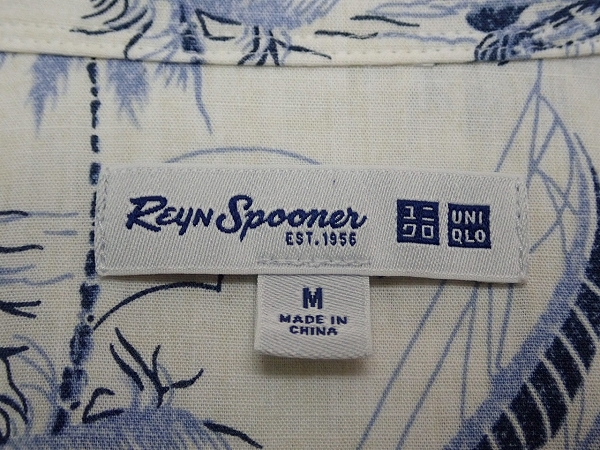 Reyn Spooner
EST. 1956
ユニ
クロ
UNI
QLO
M
MADE IN
CHINA